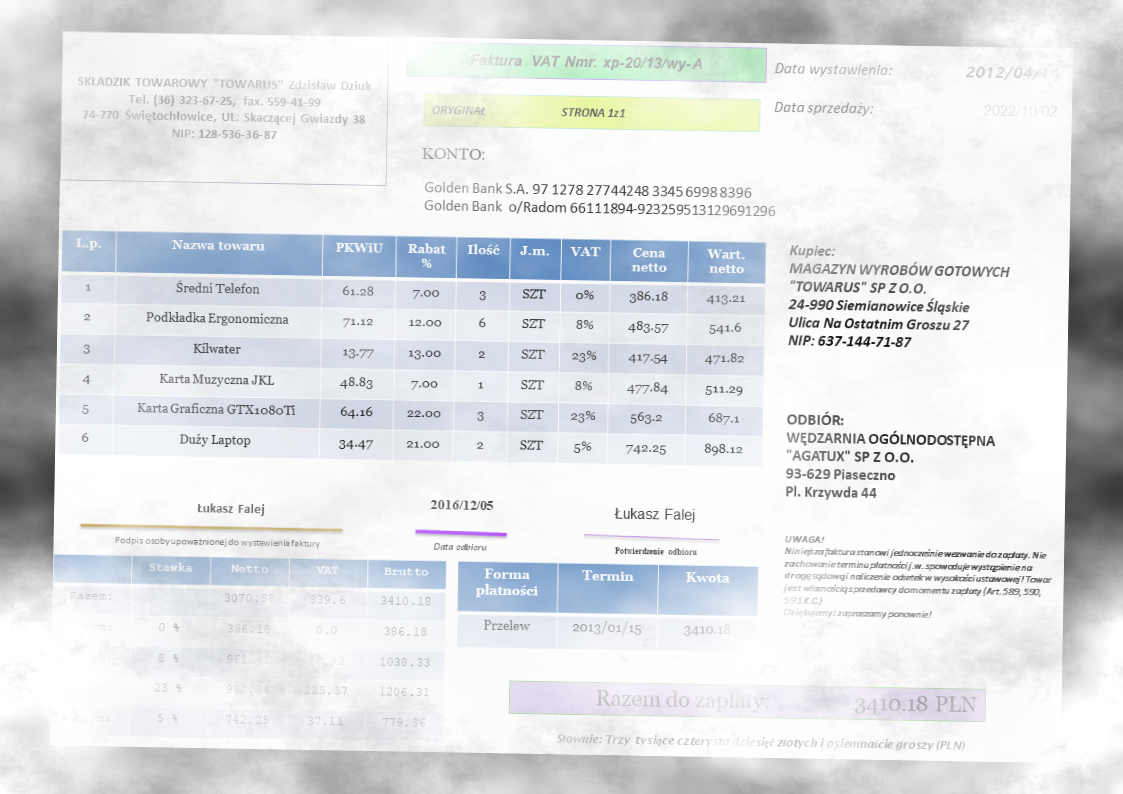 SKŁADZIK TOWAROWY "TOWARUS" Zdzisław Dziuk
Tel. (36) 323-67-25, fax. 559-41-99
74-770 Świętochłowice, UL. Skaczącej Gwiazdy 38
NIP: 128-536-36-87
Faktura VAT Nmr. xp-20/13/wy-A
ORYGINAŁ STRONA 1z1
Data wystawienia: 2012/04/14
Data sprzedaży: 2022/10/02
KONTO:
Golden Bank S.A. 97 1278 27744248 3345 6998 8396
Golden Bank o/Radom 66111894-923259513129691296
L.p. Nazwa towaru PKWiU Rabat % Ilość J.m. VAT Cena netto Wart. netto
1 Średni Telefon 61.28 7.00 3 SZT 0% 386.18 413.21
2 Podkładka Ergonomiczna 71.12 12.00 6 SZT 8% 483.57 541.6
3 Kilwater 13.77 13.00 2 SZT 23% 417.54 471.82
4 Karta Muzyczna JKL 48.83 7.00 1 SZT 8% 477.84 511.29
5 Karta Graficzna GTX1080Ti 64.16 22.00 3 SZT 23% 563.2 687.1
6 Duży Laptop 34.47 21.00 2 SZT 5% 742.25 898.12
Kupiec:
MAGAZYN WYROBÓW GOTOWYCH
"TOWARUS" SP Z O.O.
24-990 Siemianowice Śląskie
Ulica Na Ostatnim Groszu 27
NIP: 637-144-71-87
ODBIÓR:
WĘDZARNIA OGÓLNODOSTĘPNA
"AGATUX" SP Z O.O.
93-629 Piaseczno
Pl. Krzywda 44
Łukasz Falej
Podpis osoby upoważnionej do wystawienia faktury
2016/12/05
Data odbioru
Łukasz Falej
Potwierdzenie odbioru
UWAGA!
Niniejsza faktura stanowi jednocześnie wezwanie do zapłaty. Nie
zachowanie terminu płatności j.w. spowoduje wystąpienie na
drogę sądową i naliczenie odsetek w wysokości ustawowej! Towar
jest własnością sprzedawcy do momentu zapłaty (Art. 589, 590,
591 K.C.)
Dziękujemy i zapraszamy ponownie!
Stawka Netto VAT Brutto
Razem: 3070.58 339.6 3410.18
0 % 386.18 0.0 386.18
8 % 1038.33
23 % 225.57 1206.31
5 % 742.25 37.11 779.36
Forma płatności Termin Kwota
Przelew 2013/01/15 3410.18
Razem do zapłaty: 3410.18 PLN
Słownie: Trzy tysiące czterysta dziesięć złotych i osiemnaście groszy (PLN)